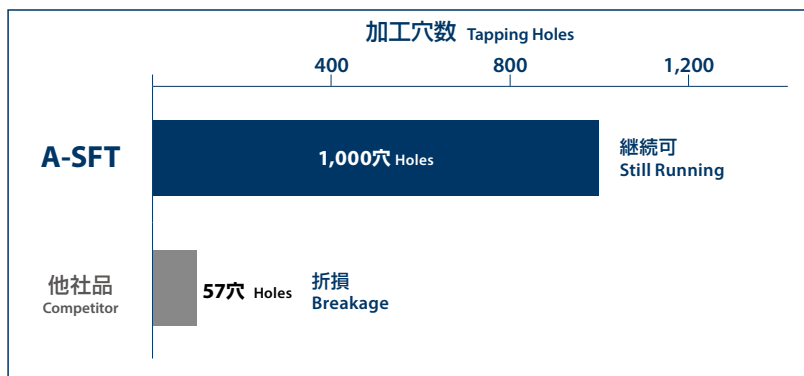 加工穴数 Tapping Holes
400 800 1,200
A-SFT
1,000穴 Holes
継続可
Still Running
他社品
Competitor
57穴 Holes
折損
Breakage